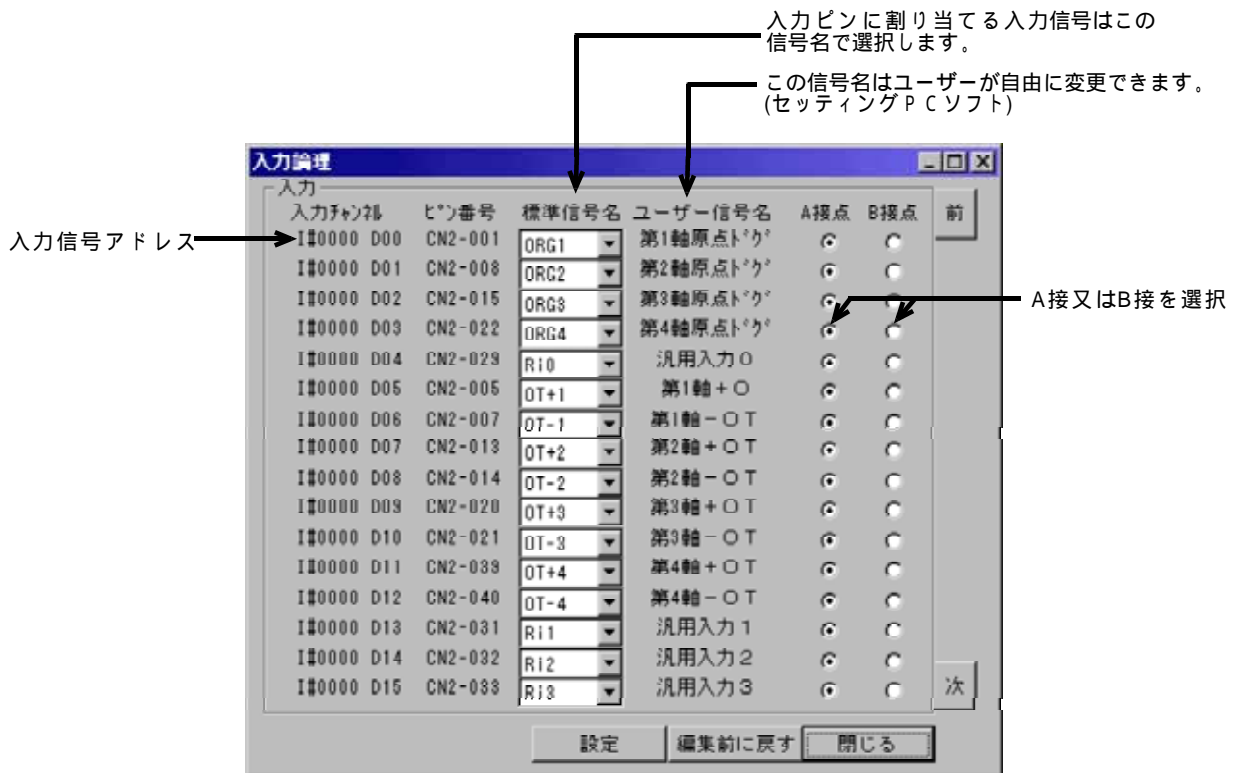 入力ピンに割り当てる入力信号はこの
信号名で選択します。
この信号名はユーザーが自由に変更できます。
(セッティングＰＣソフト)
入力論理
入力
入力ﾁｬﾝﾈﾙ ﾋﾟﾝ番号 標準信号名 ユーザー信号名 A接点 B接点 前
入力信号アドレス
I#0000 D00 CN2-001 ORG1 第1軸原点ﾄﾞｸﾞ
I#0000 D01 CN2-008 ORG2 第2軸原点ﾄﾞｸﾞ
I#0000 D02 CN2-015 ORG3 第3軸原点ﾄﾞｸﾞ
A接又はB接を選択
I#0000 D03 CN2-022 ORG4 第4軸原点ﾄﾞｸﾞ
I#0000 D04 CN2-029 Ri0 汎用入力０
I#0000 D05 CN2-006 OT+1 第1軸＋Ｏ
I#0000 D06 CN2-007 OT-1 第1軸－ＯＴ
I#0000 D07 CN2-013 OT+2 第2軸＋ＯＴ
I#0000 D08 CN2-014 OT-2 第2軸－ＯＴ
I#0000 D09 CN2-020 OT+3 第3軸＋ＯＴ
I#0000 D10 CN2-021 OT-3 第3軸－ＯＴ
I#0000 D11 CN2-039 OT+4 第4軸＋ＯＴ
I#0000 D12 CN2-040 OT-4 第4軸－ＯＴ
I#0000 D13 CN2-031 Ri1 汎用入力１
I#0000 D14 CN2-032 Ri2 汎用入力２
I#0000 D15 CN2-033 Ri3 汎用入力３ 次
設定 編集前に戻す 閉じる